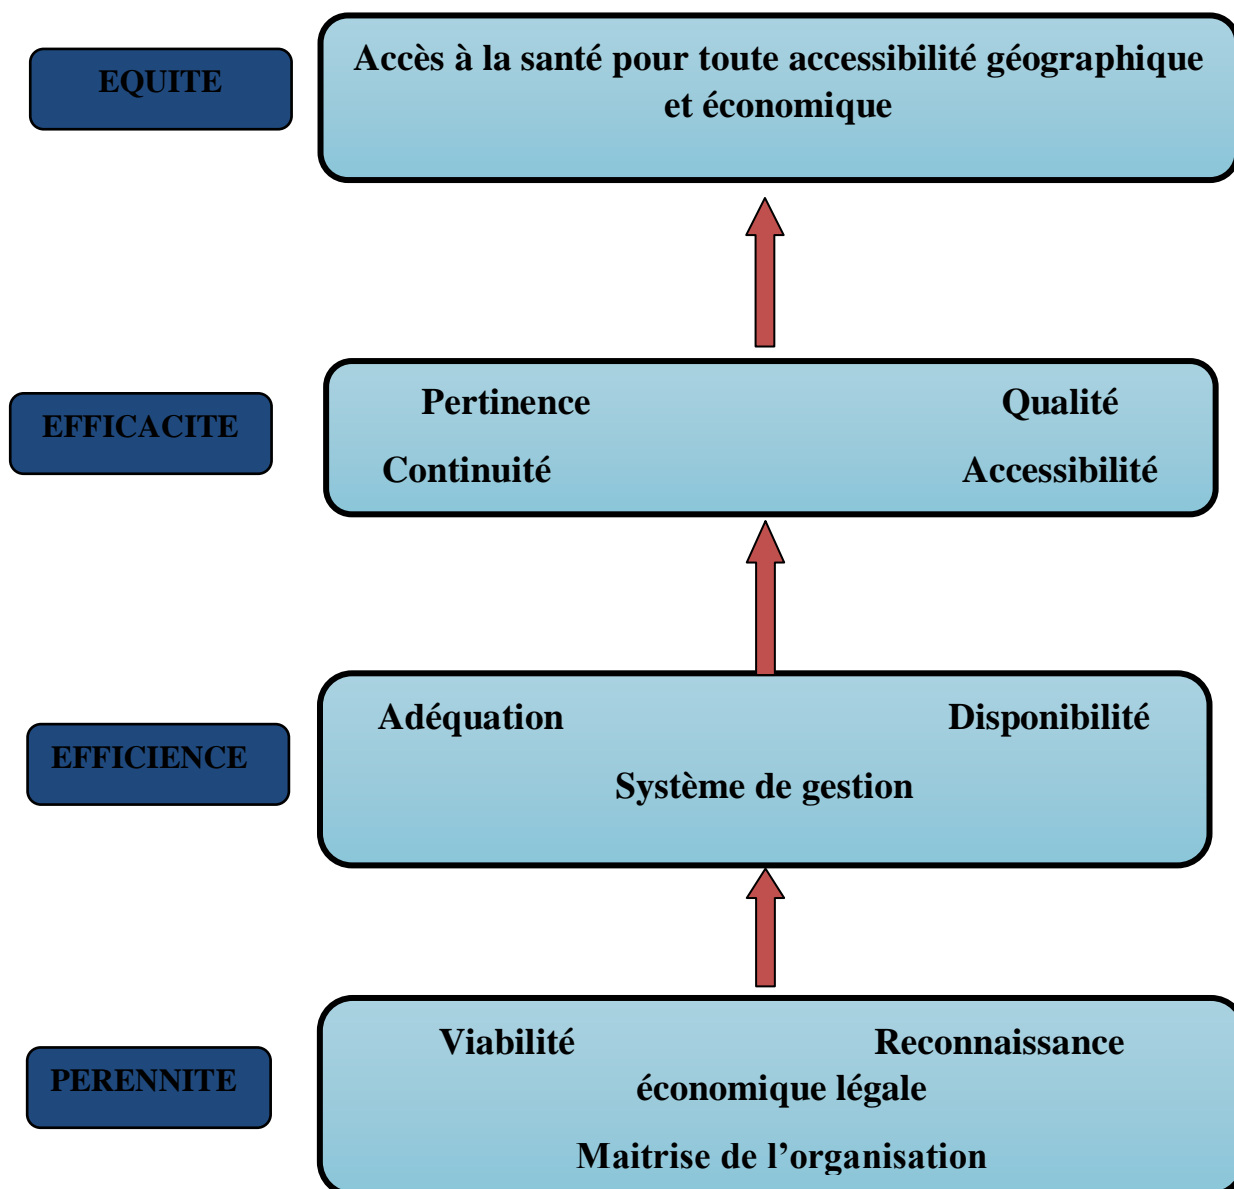 EQUITE
Accès à la santé pour toute accessibilité géographique
et économique
EFFICACITE
Pertinence Qualité
Continuité Accessibilité
EFFICIENCE
Adéquation Disponibilité
Système de gestion
PERENNITE
Viabilité Reconnaissance
économique légale
Maitrise de l’organisation